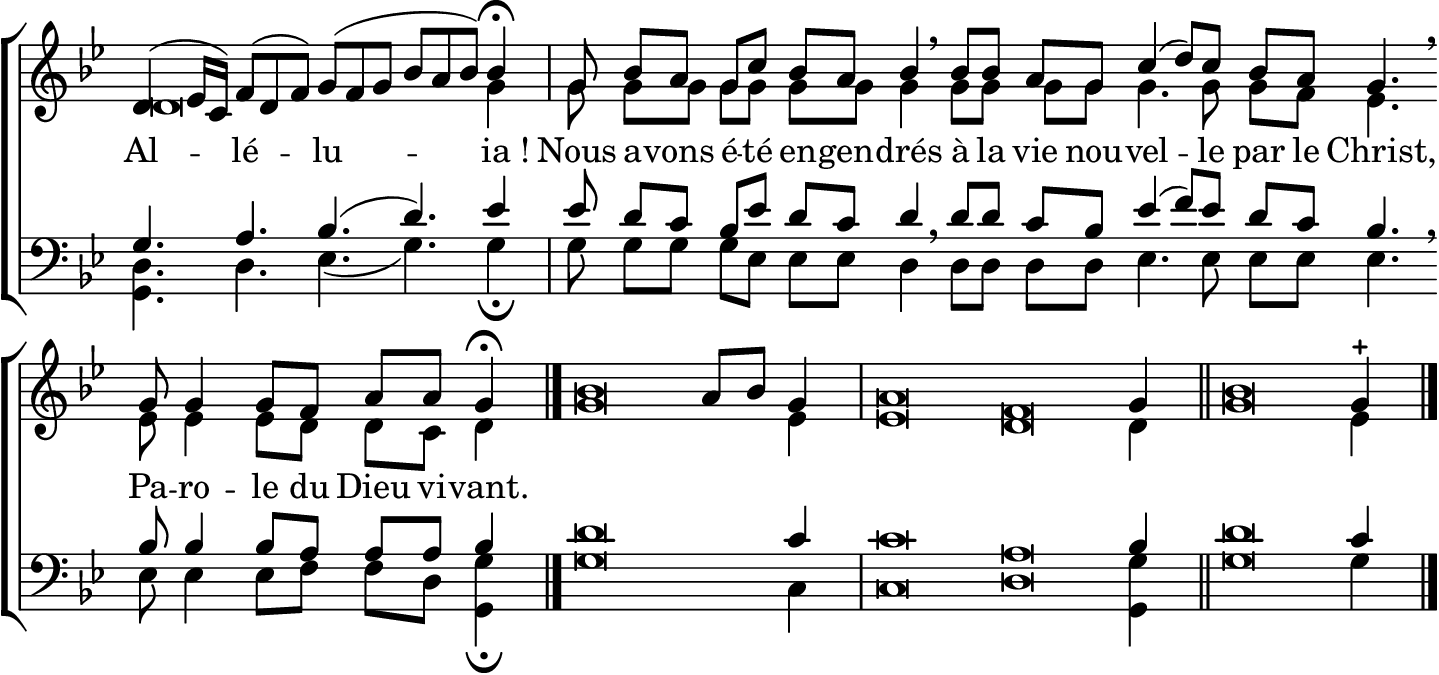 Al -- lé -- lu -- ia ! Nous avons é -- té engendrés à la vie nouvel -- le par le Christ,
Pa -- ro -- le du Dieu vivant.